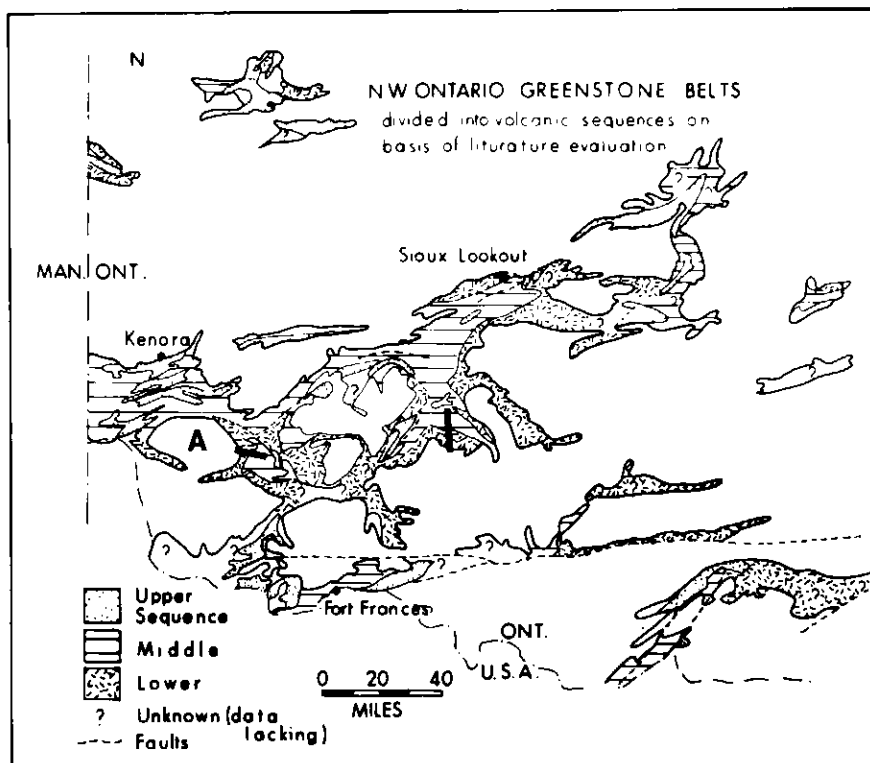 N
NW ONTARIO GREENSTONE BELTS
divided into volcanic sequences on
basis of liturature evaluation
Sioux Lookout
MAN. ONT.
Kenora
A
?
?
?
?
?
?
Fort Frances
ONT.
U.S.A.
Upper
Sequence
Middle
Lower
? Unknown (data
lacking)
Faults
0 20 40
MILES